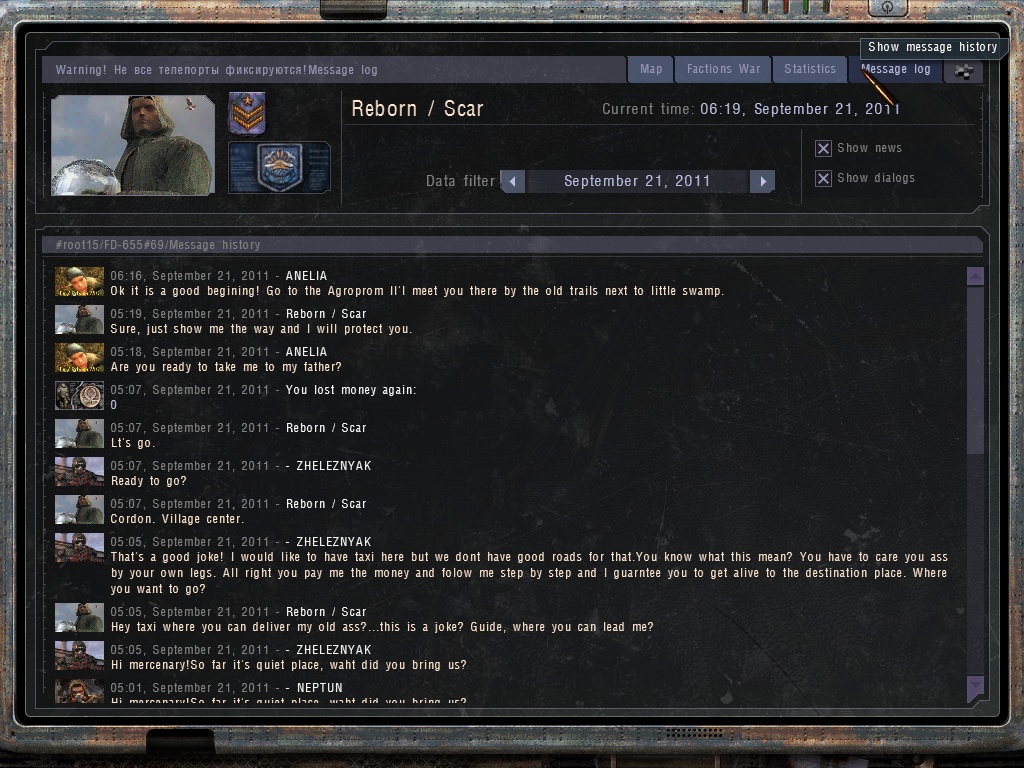 Show message history
Warning! Не все телепорты фиксируются!Message log
Map
Factions War
Statistics
Message log
Reborn / Scar
Current time: 06:19, September 21, 2011
Show news
Data filter
September 21, 2011
Show dialogs
#root15/FD-655#69/Message history
06:16, September 21, 2011 - ANELIA
Ok it is a good begining! Go to the Agroprom II'l meet you there by the old trails next to little swamp.
05:19, September 21, 2011 - Reborn / Scar
Sure, just show me the way and I will protect you.
05:18, September 21, 2011 - ANELIA
Are you ready to take me to my father?
05:07, September 21, 2011 - You lost money again:
0
05:07, September 21, 2011 - Reborn / Scar
Lt's go.
05:07, September 21, 2011 - - ZHELEZNYAK
Ready to go?
05:07, September 21, 2011 - Reborn / Scar
Cordon. Village center.
05:05, September 21, 2011 - - ZHELEZNYAK
That's a good joke! I would like to have taxi here but we dont have good roads for that.You know what this mean? You have to care you ass
by your own legs. All right you pay me the money and folow me step by step and I guarntee you to get alive to the destination place. Where
you want to go?
05:05, September 21, 2011 - Reborn / Scar
Hey taxi where you can deliver my old ass?...this is a joke? Guide, where you can lead me?
05:05, September 21, 2011 - - ZHELEZNYAK
Hi mercenary!So far it's quiet place, waht did you bring us?
05:01, September 21, 2011 - - NEPTUN
Hi mercenary!So far it's quiet place, waht did you bring us?